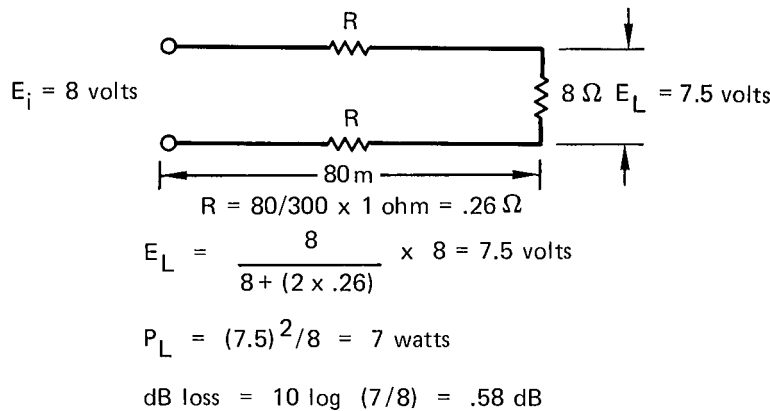 R
E_i = 8 volts
8 Ω E_L = 7.5 volts
R
80 m
R = 80/300 x 1 ohm = .26 Ω
E_L = 8 / 8 + (2 x .26) x 8 = 7.5 volts
P_L = (7.5)^2/8 = 7 watts
dB loss = 10 log (7/8) = .58 dB